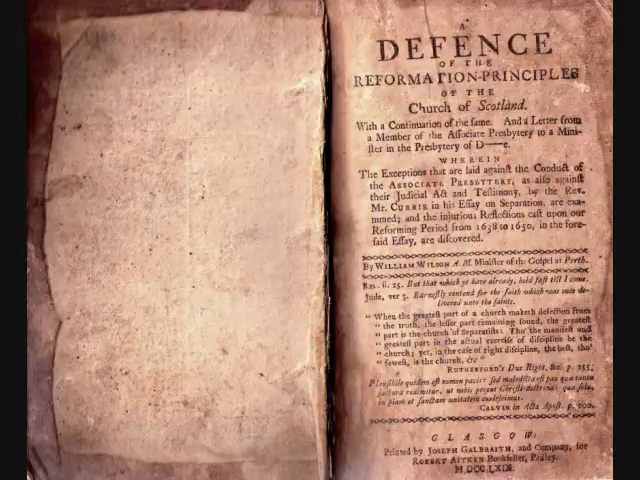 A
DEFENCE
OF THE
REFORMATION-PRINCIPLES
OF THE
Church of Scotland.
With a Continuation of the same. And a Letter from
a Member of the Associate Presbytery to a Mini-
ster in the Presbytery of D——e.
WHEREIN
The Exceptions that are laid against the Conduct of
the ASSOCIATE PRESBYTERY, as also against
their Judicial Act and Testimony, by the Rev.
Mr. CURRIE in his Essay on Separation, are exa-
mined; and the injurious Reflections cast upon our
Reforming Period from 1638 to 1650, in the fore-
said Essay, are discovered.
By WILLIAM WILSON A. M. Minister of the Gospel at Perth.
Rev. ii. 25. But that which ye have already, hold fast till I come.
Jude, ver 3. Earnestly contend for the faith which was once de-
livered unto the saints.
" When the greatest part of a church maketh defection from
" the truth, the lesser part remaining sound, the greatest
" part is the church of Separatists: Tho' the manifest and
" greatest part in the actual exercise of discipline be the
" church; yet, in the case of right discipline, the best, tho'
" fewest, is the church, &c "
RUTHERFORD's Due Right, &c. p. 255.
Plausibile quidem est nomen pacis: sed maledicta est pax quæ tanta
jactura redimitur, ut nobis pereat Christi doctrina: qua sola
in piam et sanctam unitatem coalescimus.
CALVIN in Acta Apost. p. 200.
GLASGOW:
Printed by JOSEPH GALBRAITH, and Company, for
ROBERT AITKEN Bookseller, Paisley.
M,DCC,LXIX.